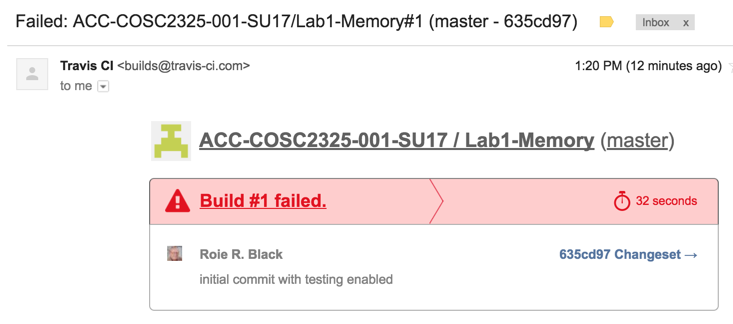 Failed: ACC-COSC2325-001-SU17/Lab1-Memory#1 (master - 635cd97) Inbox x
Travis CI <builds@travis-ci.com> 1:20 PM (12 minutes ago)
to me
ACC-COSC2325-001-SU17 / Lab1-Memory (master)
Build #1 failed. 32 seconds
Roie R. Black 635cd97 Changeset →
initial commit with testing enabled